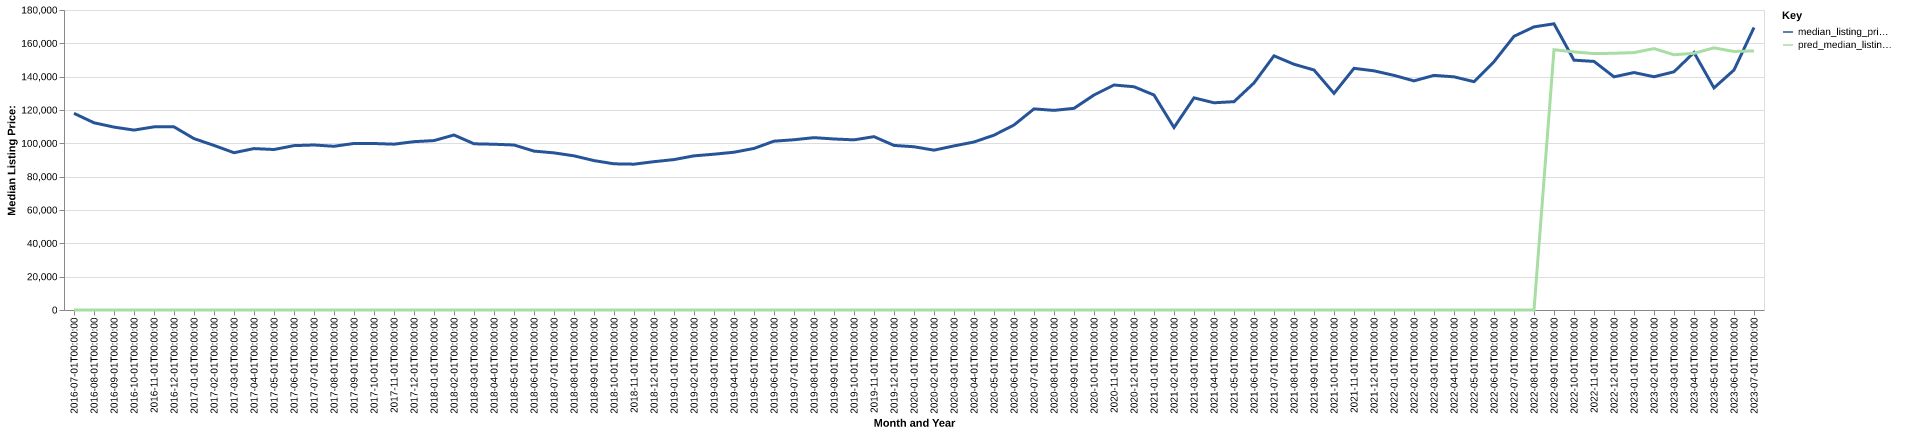 180,000
160,000
140,000
120,000
100,000
80,000
60,000
40,000
20,000
0
Median Listing Price:
2016-07-01T00:00:00
2016-08-01T00:00:00
2016-09-01T00:00:00
2016-10-01T00:00:00
2016-11-01T00:00:00
2016-12-01T00:00:00
2017-01-01T00:00:00
2017-02-01T00:00:00
2017-03-01T00:00:00
2017-04-01T00:00:00
2017-05-01T00:00:00
2017-06-01T00:00:00
2017-07-01T00:00:00
2017-08-01T00:00:00
2017-09-01T00:00:00
2017-10-01T00:00:00
2017-11-01T00:00:00
2017-12-01T00:00:00
2018-01-01T00:00:00
2018-02-01T00:00:00
2018-03-01T00:00:00
2018-04-01T00:00:00
2018-05-01T00:00:00
2018-06-01T00:00:00
2018-07-01T00:00:00
2018-08-01T00:00:00
2018-09-01T00:00:00
2018-10-01T00:00:00
2018-11-01T00:00:00
2018-12-01T00:00:00
2019-01-01T00:00:00
2019-02-01T00:00:00
2019-03-01T00:00:00
2019-04-01T00:00:00
2019-05-01T00:00:00
2019-06-01T00:00:00
2019-07-01T00:00:00
2019-08-01T00:00:00
2019-09-01T00:00:00
2019-10-01T00:00:00
2019-11-01T00:00:00
2019-12-01T00:00:00
2020-01-01T00:00:00
2020-02-01T00:00:00
2020-03-01T00:00:00
2020-04-01T00:00:00
2020-05-01T00:00:00
2020-06-01T00:00:00
2020-07-01T00:00:00
2020-08-01T00:00:00
2020-09-01T00:00:00
2020-10-01T00:00:00
2020-11-01T00:00:00
2020-12-01T00:00:00
2021-01-01T00:00:00
2021-02-01T00:00:00
2021-03-01T00:00:00
2021-04-01T00:00:00
2021-05-01T00:00:00
2021-06-01T00:00:00
2021-07-01T00:00:00
2021-08-01T00:00:00
2021-09-01T00:00:00
2021-10-01T00:00:00
2021-11-01T00:00:00
2021-12-01T00:00:00
2022-01-01T00:00:00
2022-02-01T00:00:00
2022-03-01T00:00:00
2022-04-01T00:00:00
2022-05-01T00:00:00
2022-06-01T00:00:00
2022-07-01T00:00:00
2022-08-01T00:00:00
2022-09-01T00:00:00
2022-10-01T00:00:00
2022-11-01T00:00:00
2022-12-01T00:00:00
2023-01-01T00:00:00
2023-02-01T00:00:00
2023-03-01T00:00:00
2023-04-01T00:00:00
2023-05-01T00:00:00
2023-06-01T00:00:00
2023-07-01T00:00:00
Month and Year
Key
median_listing_pri…
pred_median_listin…